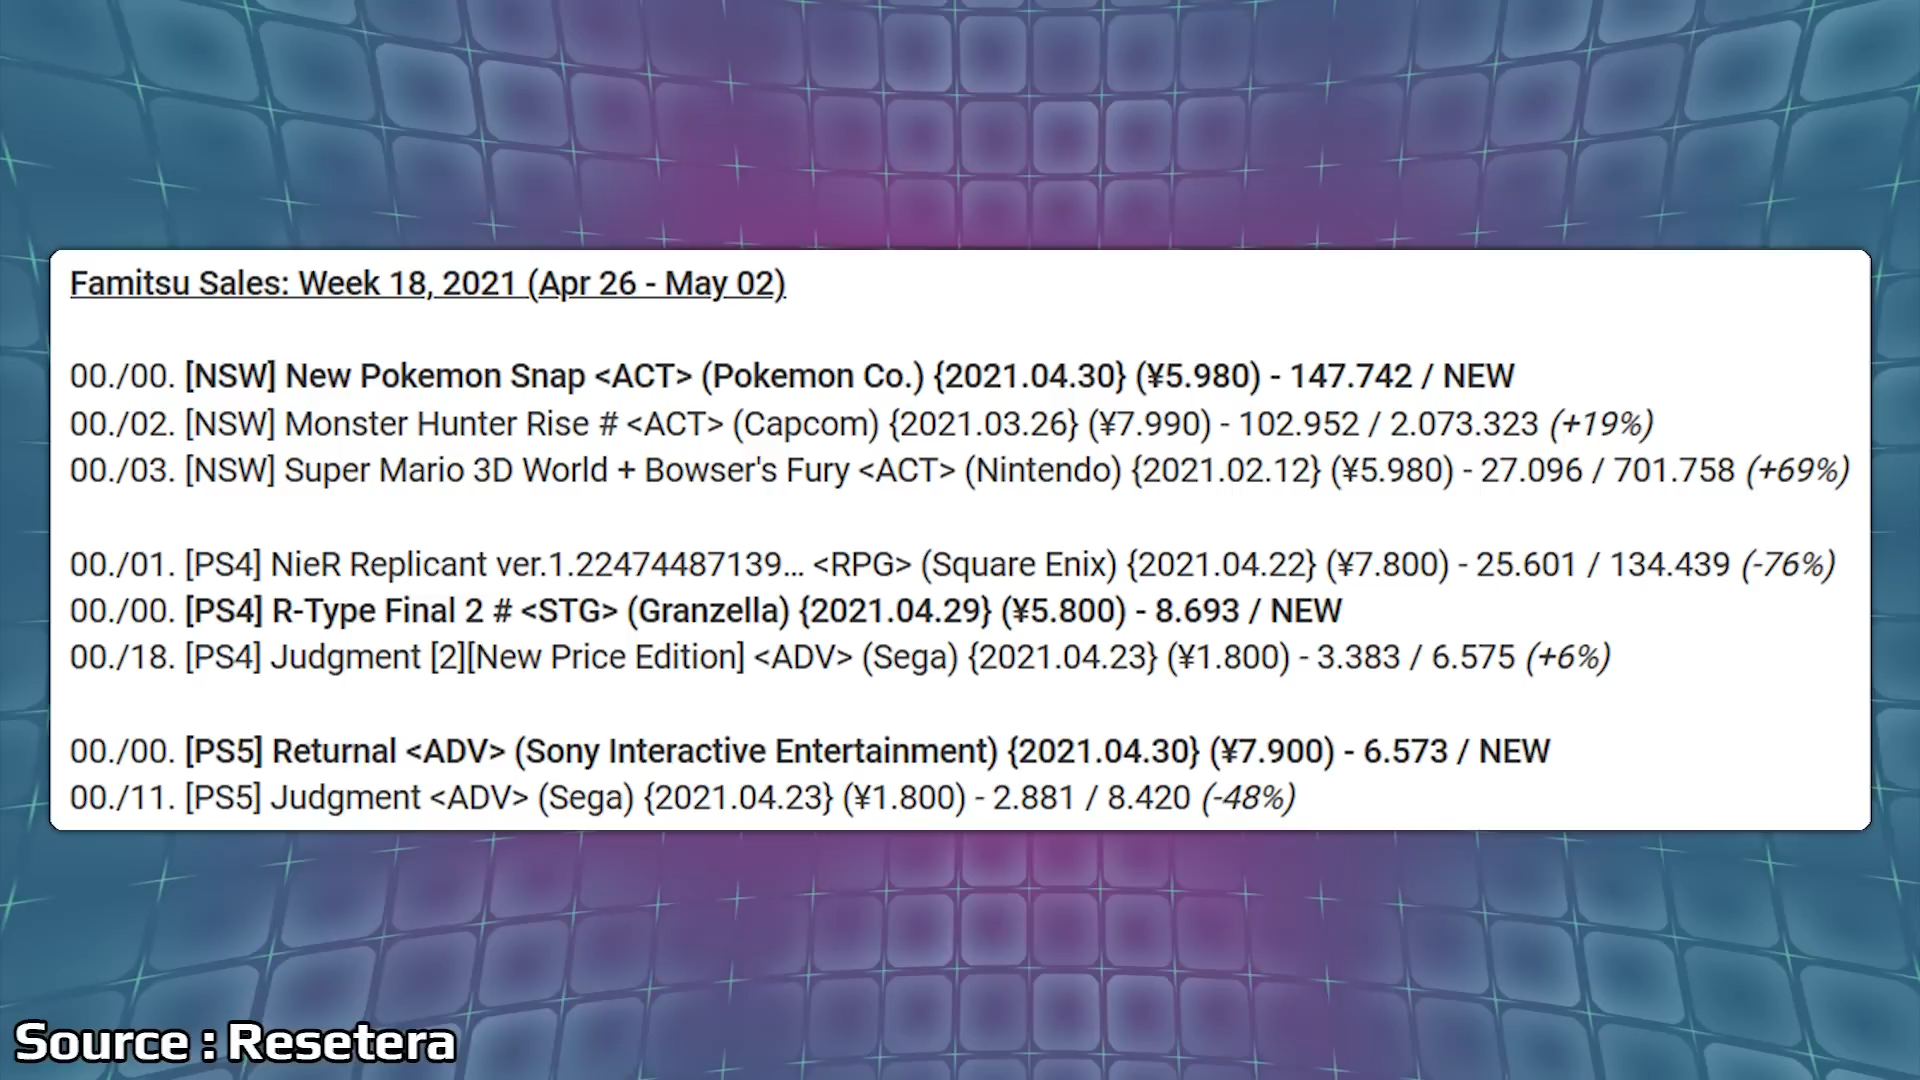 Famitsu Sales: Week 18, 2021 (Apr 26 - May 02)
00./00. [NSW] New Pokemon Snap <ACT> (Pokemon Co.) {2021.04.30} (¥5.980) - 147.742 / NEW
00./02. [NSW] Monster Hunter Rise # <ACT> (Capcom) {2021.03.26} (¥7.990) - 102.952 / 2.073.323 (+19%)
00./03. [NSW] Super Mario 3D World + Bowser's Fury <ACT> (Nintendo) {2021.02.12} (¥5.980) - 27.096 / 701.758 (+69%)
00./01. [PS4] NieR Replicant ver.1.22474487139... <RPG> (Square Enix) {2021.04.22} (¥7.800) - 25.601 / 134.439 (-76%)
00./00. [PS4] R-Type Final 2 # <STG> (Granzella) {2021.04.29} (¥5.800) - 8.693 / NEW
00./18. [PS4] Judgment [2][New Price Edition] <ADV> (Sega) {2021.04.23} (¥1.800) - 3.383 / 6.575 (+6%)
00./00. [PS5] Returnal <ADV> (Sony Interactive Entertainment) {2021.04.30} (¥7.900) - 6.573 / NEW
00./11. [PS5] Judgment <ADV> (Sega) {2021.04.23} (¥1.800) - 2.881 / 8.420 (-48%)
Source : Resetera